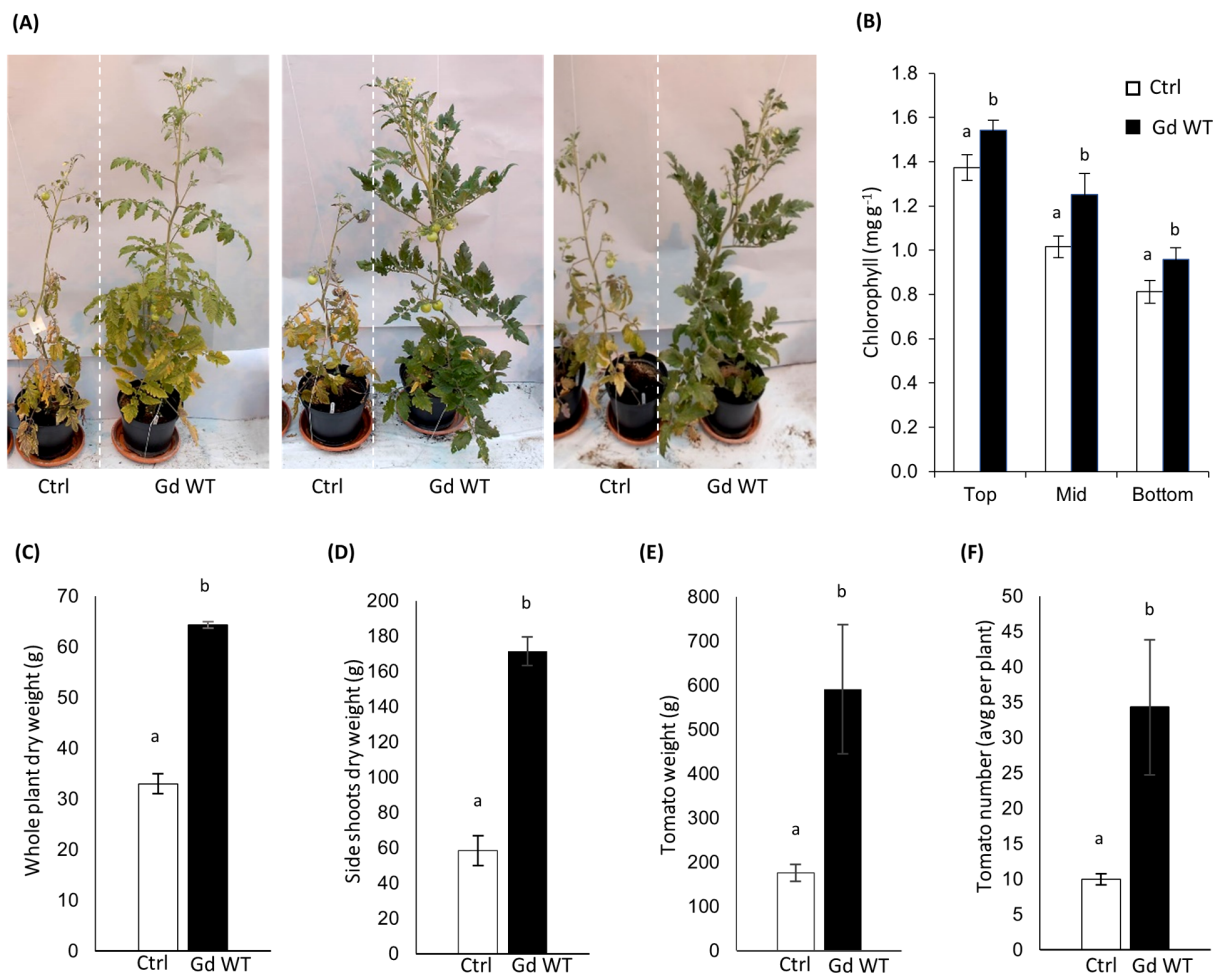 (A)
Ctrl
Gd WT
Ctrl
Gd WT
Ctrl
Gd WT
(B)
Chlorophyll (mg g⁻¹)
1.8
1.6
1.4
1.2
1.0
0.8
0.6
0.4
0.2
0.0
Ctrl
Gd WT
a
b
a
b
a
b
Top
Mid
Bottom
(C)
Whole plant dry weight (g)
70
60
50
40
30
20
10
0
a
b
Ctrl
Gd WT
(D)
Side shoots dry weight (g)
200
180
160
140
120
100
80
60
40
20
0
a
b
Ctrl
Gd WT
(E)
Tomato weight (g)
800
700
600
500
400
300
200
100
0
a
b
Ctrl
Gd WT
(F)
Tomato number (avg per plant)
50
45
40
35
30
25
20
15
10
5
0
a
b
Ctrl
Gd WT